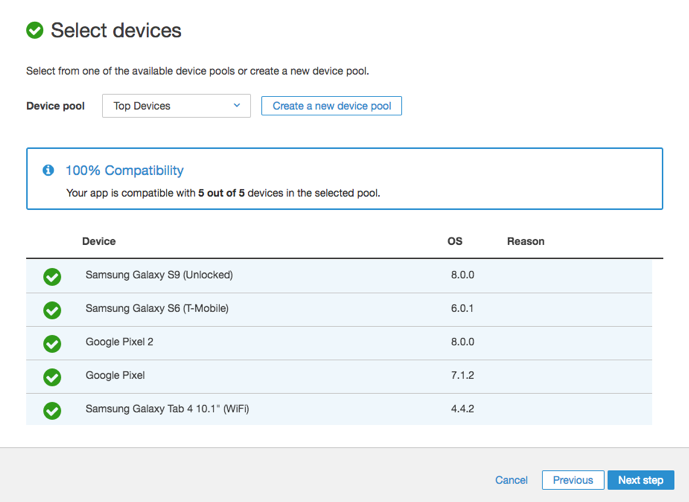 Select devices
Select from one of the available device pools or create a new device pool.
Device pool Top Devices Create a new device pool
100% Compatibility
Your app is compatible with 5 out of 5 devices in the selected pool.
Device OS Reason
Samsung Galaxy S9 (Unlocked) 8.0.0
Samsung Galaxy S6 (T-Mobile) 6.0.1
Google Pixel 2 8.0.0
Google Pixel 7.1.2
Samsung Galaxy Tab 4 10.1" (WiFi) 4.4.2
Cancel Previous Next step